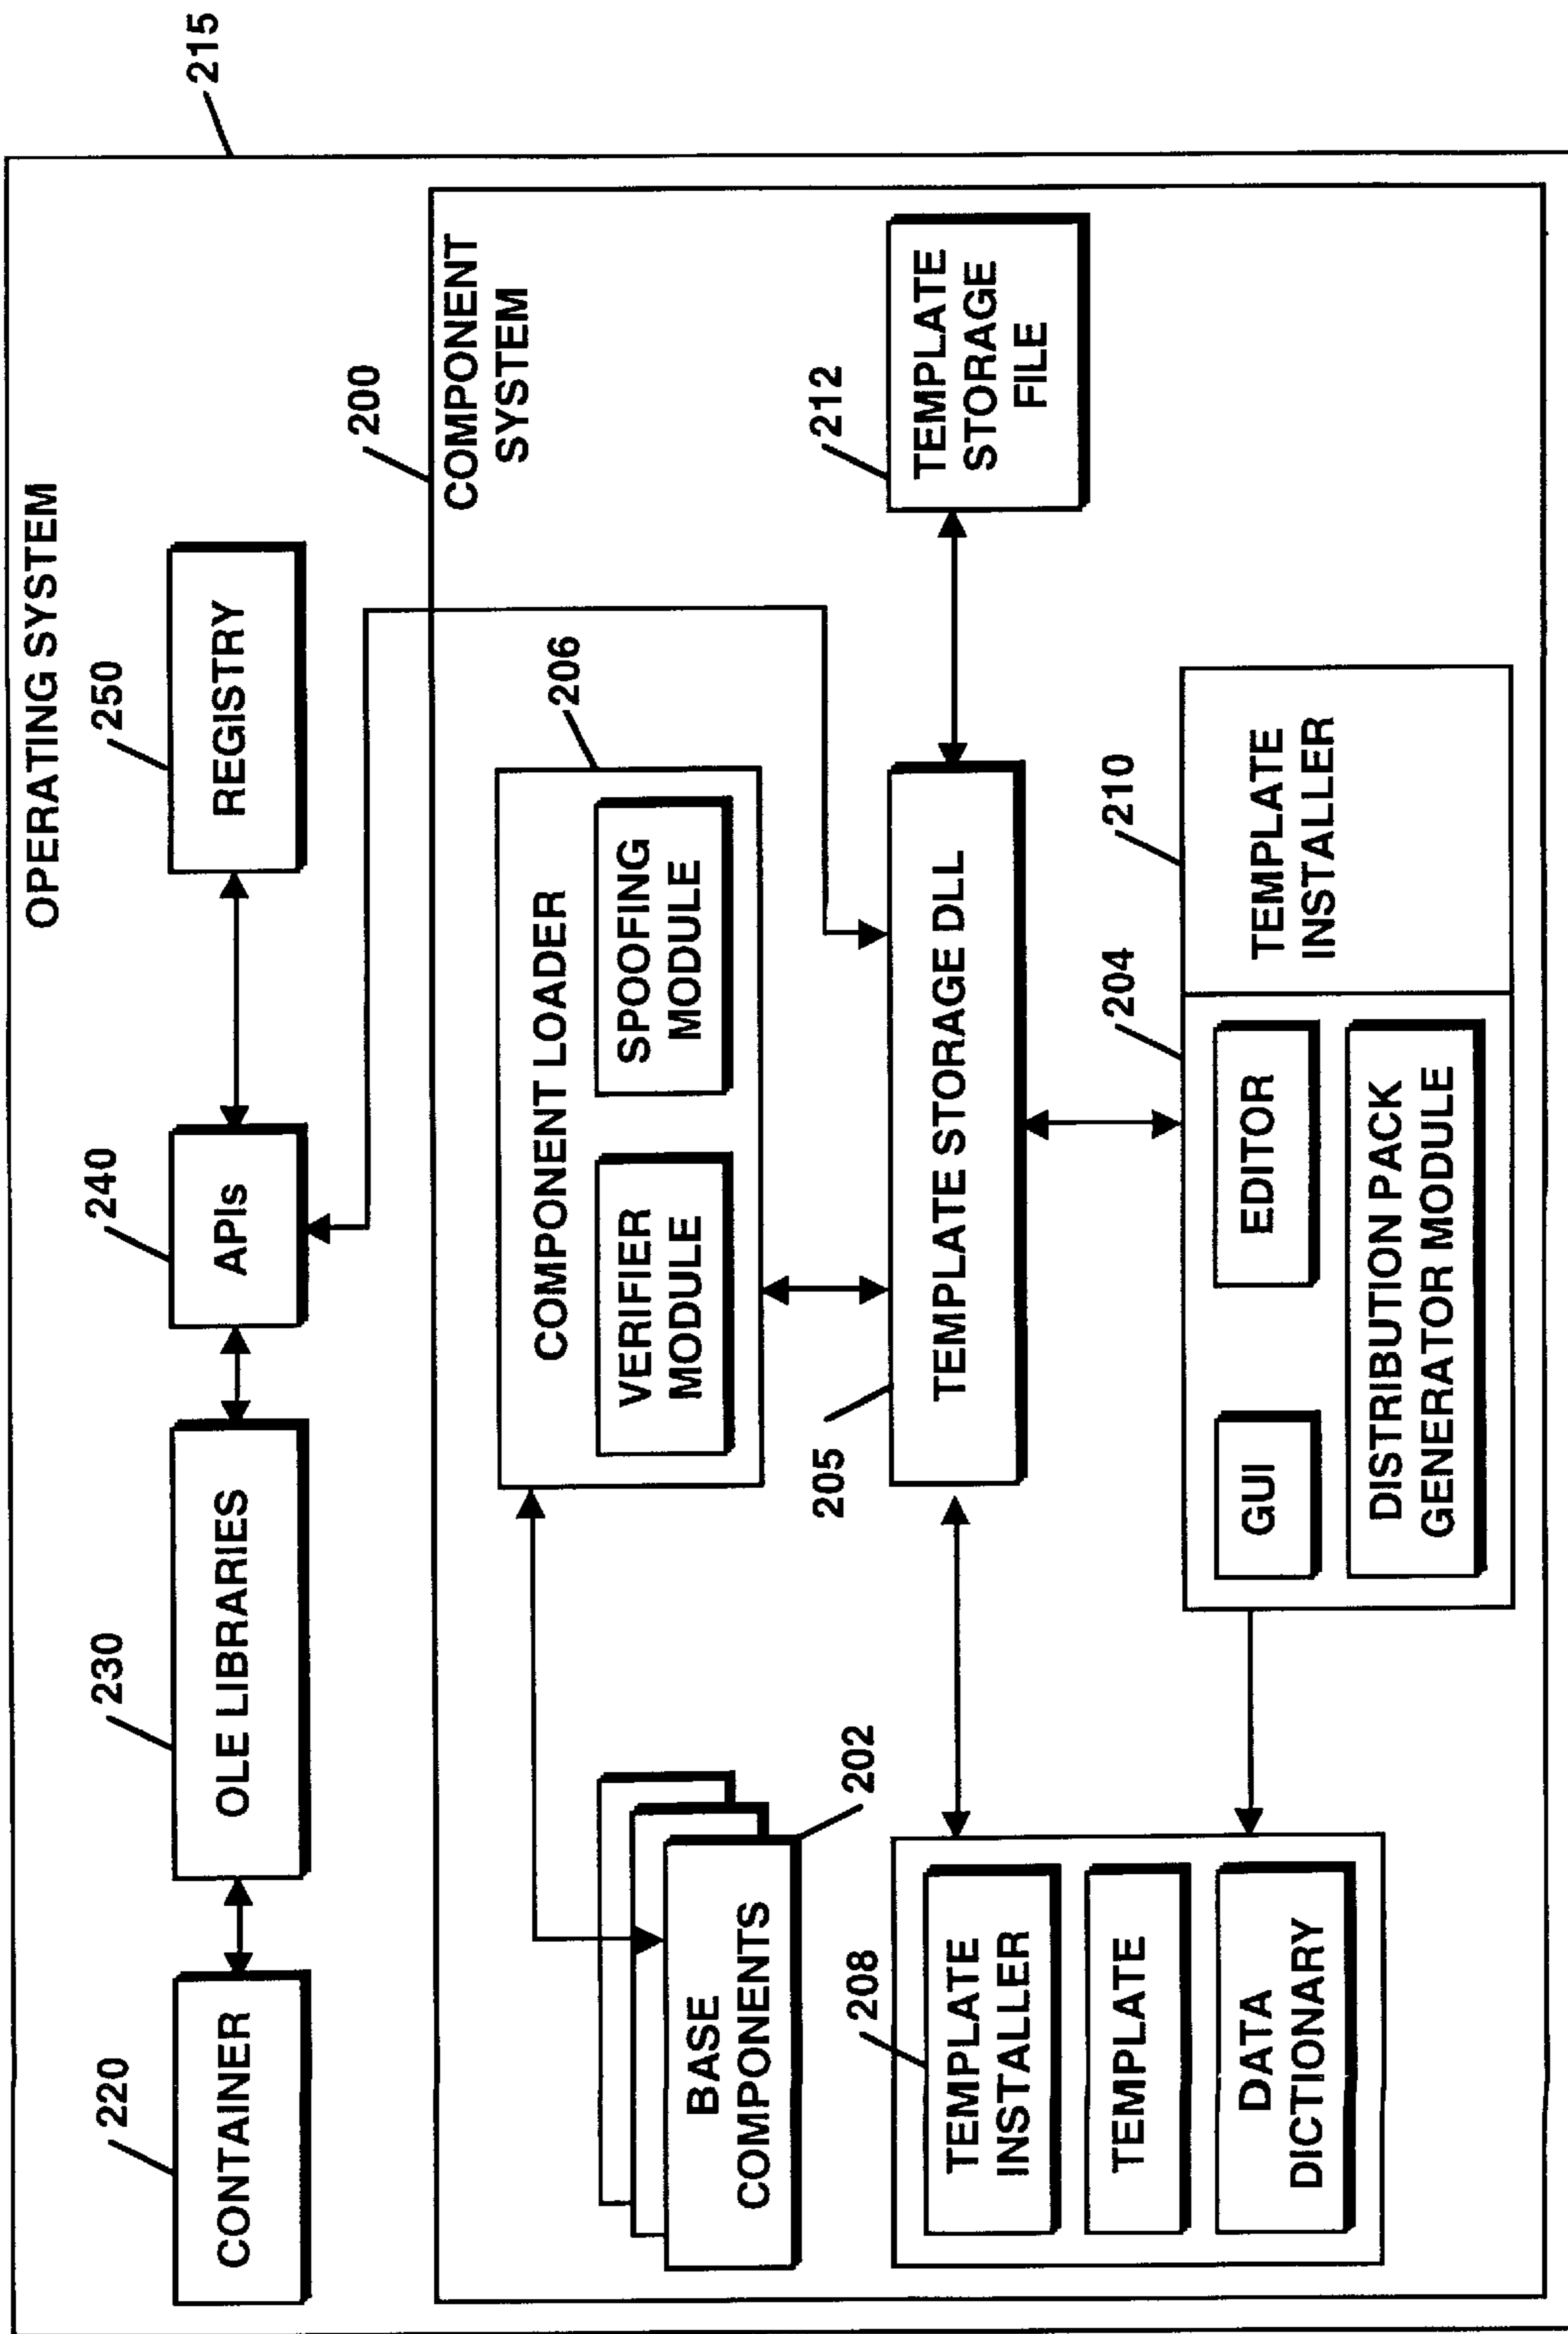 215
OPERATING SYSTEM
220
CONTAINER
230
OLE LIBRARIES
240
APIs
250
REGISTRY
200
COMPONENT
SYSTEM
BASE
COMPONENTS
202
206
COMPONENT LOADER
VERIFIER
MODULE
SPOOFING
MODULE
208
TEMPLATE
INSTALLER
TEMPLATE
DATA
DICTIONARY
205
TEMPLATE STORAGE DLL
212
TEMPLATE
STORAGE
FILE
204
GUI
EDITOR
DISTRIBUTION PACK
GENERATOR MODULE
210
TEMPLATE
INSTALLER